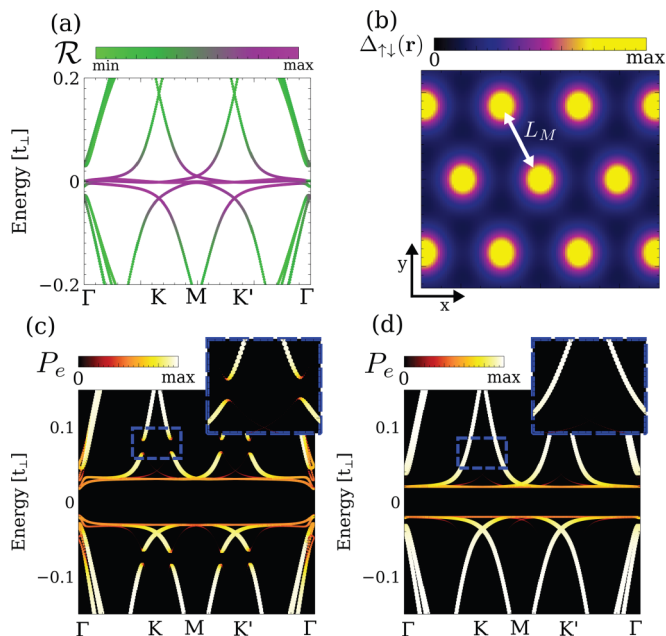 (a)
ℛ
min max
0.2
0
−0.2
Energy [t⊥]
Γ K M K' Γ
(b)
Δ↑↓(r) 0 max
L_M
y
x
(c)
P_e
0 max
0.1
0
−0.1
Energy [t⊥]
Γ K M K' Γ
(d)
P_e
0 max
0.1
0
−0.1
Energy [t⊥]
Γ K M K' Γ